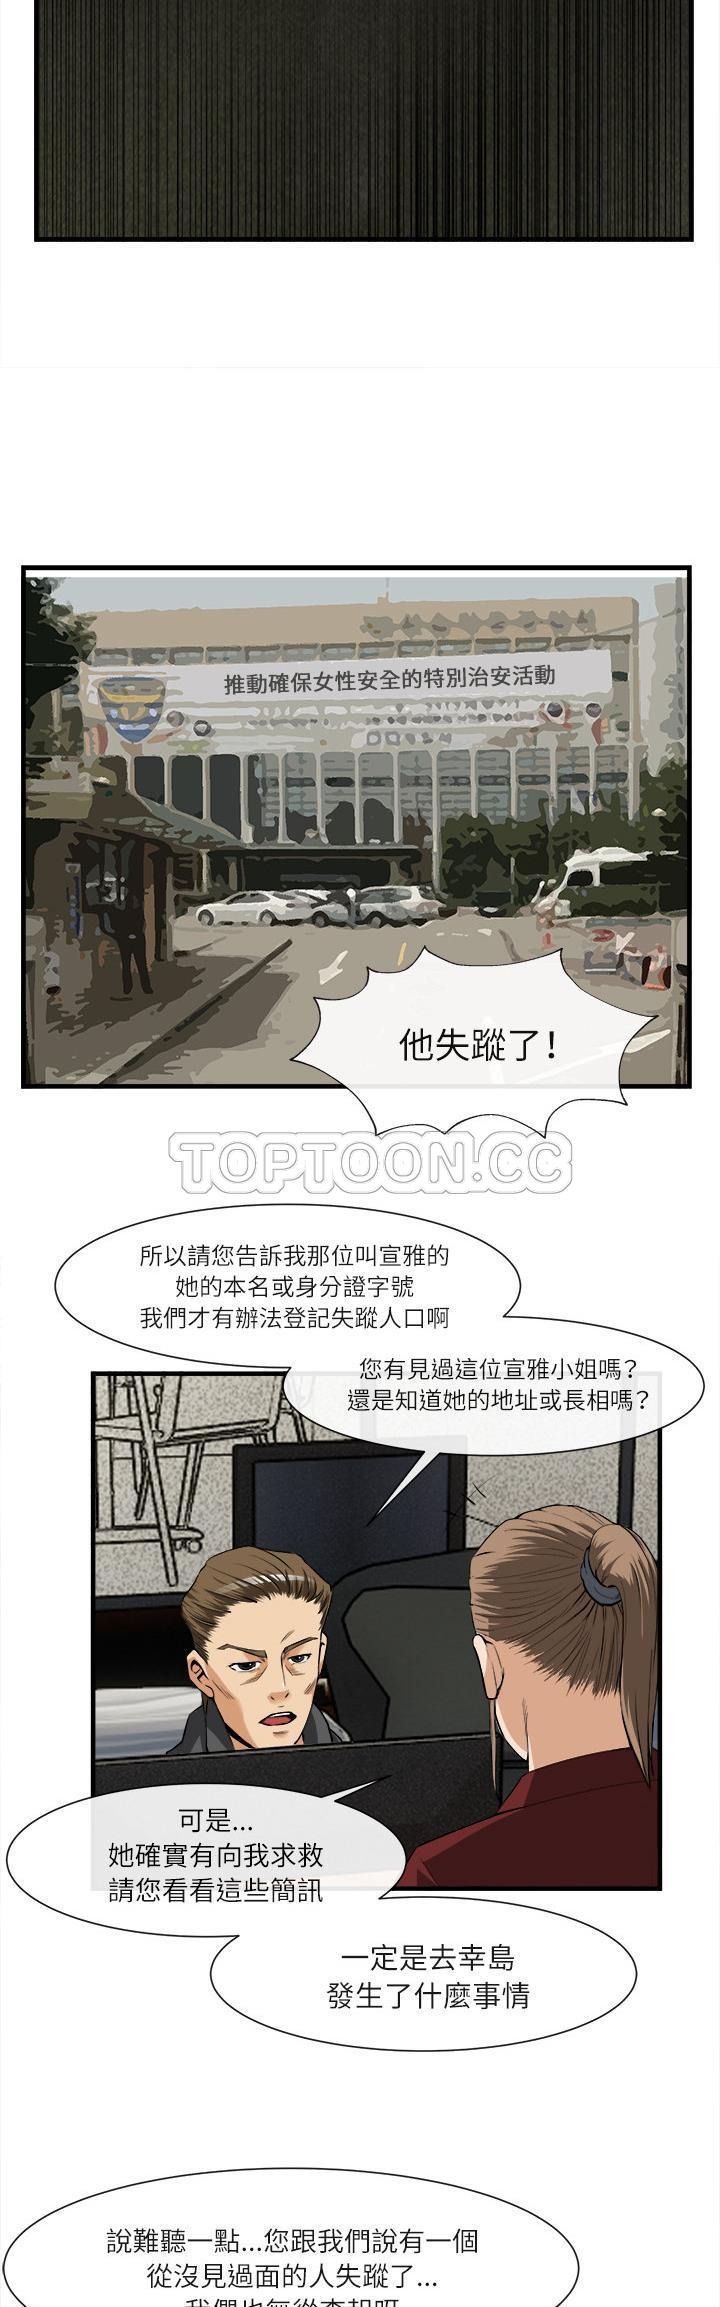 推動確保女性安全的特別治安活動
他失蹤了!
TOPTOON.CC
所以請您告訴我那位叫宣雅的
她的本名或身分證字號
我們才有辦法登記失蹤人口啊
您有見過這位宣雅小姐嗎?
還是知道她的地址或長相嗎?
可是...
她確實有向我求救
請您看看這些簡訊
一定是去幸島
發生了什麼事情
說難聽一點...您跟我們說有一個
從沒見過面的人失蹤了...